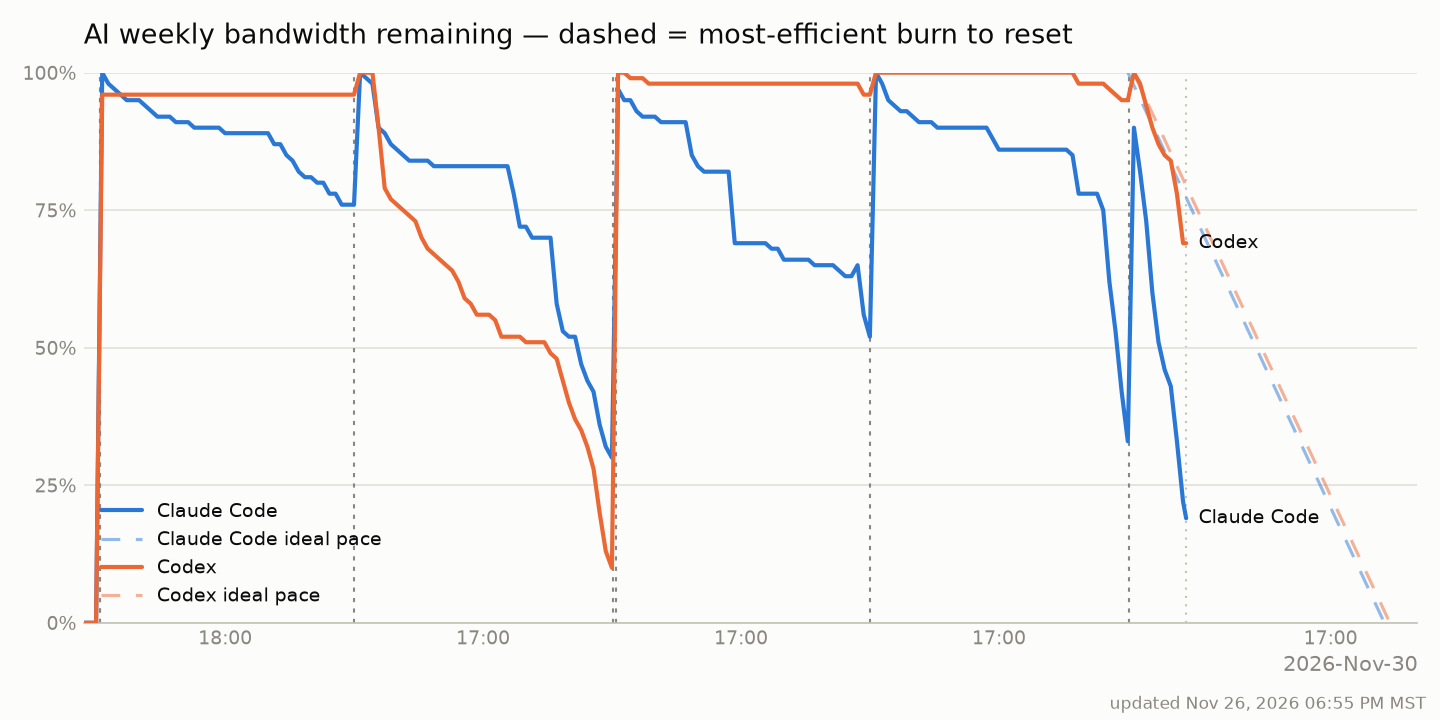 AI weekly bandwidth remaining — dashed = most-efficient burn to reset
100%
75%
50%
25%
0%
Claude Code
Claude Code ideal pace
Codex
Codex ideal pace
Codex
Claude Code
18:00 17:00 17:00 17:00 17:00
2026-Nov-30
updated Nov 26, 2026 06:55 PM MST